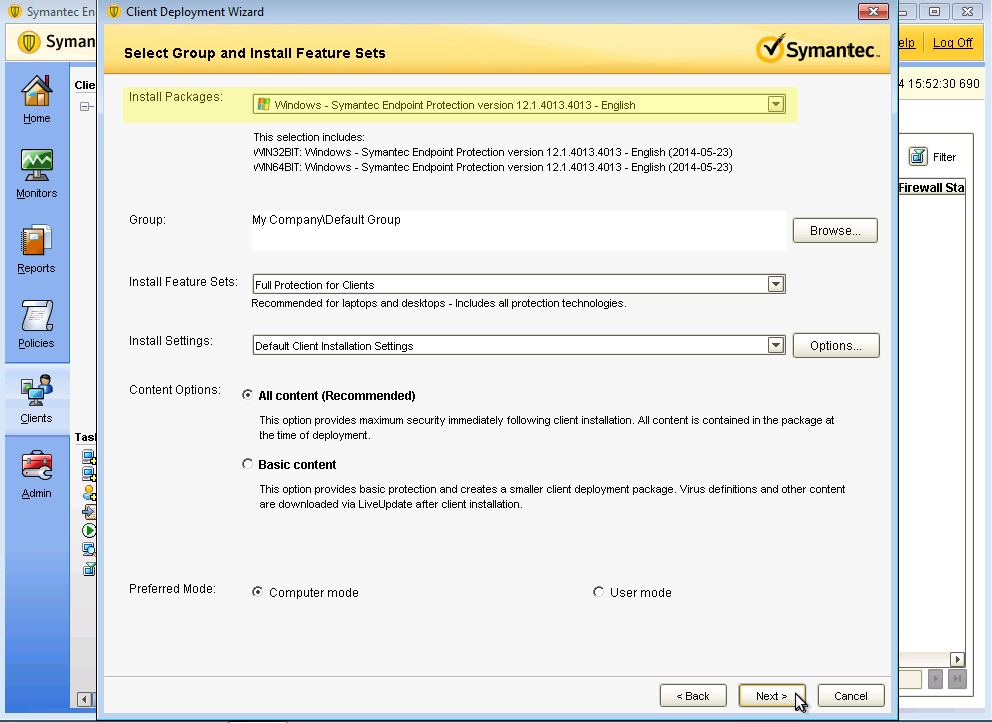 Symantec En
Client Deployment Wizard
Syman
Select Group and Install Feature Sets
Symantec.
elp
Log Off
Home
Monitors
Reports
Policies
Clients
Admin
Clie
Task
4 15:52:30 690
Filter
Firewall Sta
Install Packages:
Windows - Symantec Endpoint Protection version 12.1.4013.4013 - English
This selection includes:
WIN32BIT: Windows - Symantec Endpoint Protection version 12.1.4013.4013 - English (2014-05-23)
WIN64BIT: Windows - Symantec Endpoint Protection version 12.1.4013.4013 - English (2014-05-23)
Group:
My Company\Default Group
Browse...
Install Feature Sets:
Full Protection for Clients
Recommended for laptops and desktops - Includes all protection technologies.
Install Settings:
Default Client Installation Settings
Options...
Content Options:
All content (Recommended)
This option provides maximum security immediately following client installation. All content is contained in the package at
the time of deployment.
Basic content
This option provides basic protection and creates a smaller client deployment package. Virus definitions and other content
are downloaded via LiveUpdate after client installation.
Preferred Mode:
Computer mode
User mode
< Back
Next >
Cancel